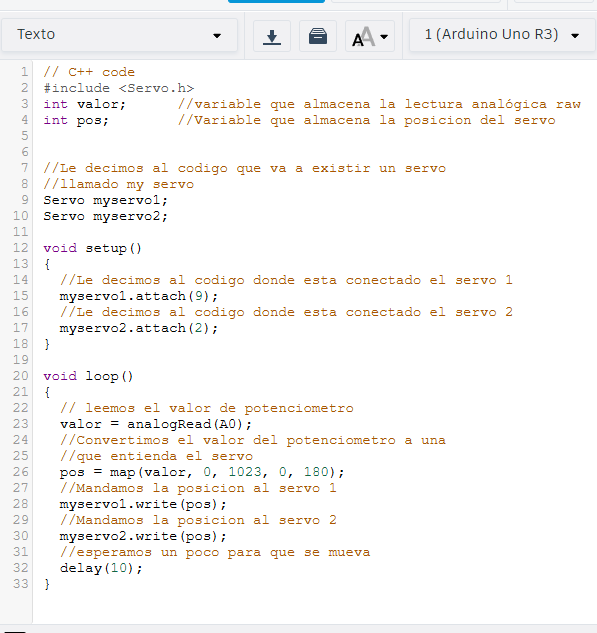 Texto
1 (Arduino Uno R3)
1 // C++ code
2 #include <Servo.h>
3 int valor;      //variable que almacena la lectura analógica raw
4 int pos;        //Variable que almacena la posicion del servo
5
6
7 //Le decimos al codigo que va a existir un servo
8 //llamado my servo
9 Servo myservo1;
10 Servo myservo2;
11
12 void setup()
13 {
14   //Le decimos al codigo donde esta conectado el servo 1
15   myservo1.attach(9);
16   //Le decimos al codigo donde esta conectado el servo 2
17   myservo2.attach(2);
18 }
19
20 void loop()
21 {
22   // leemos el valor de potenciometro
23   valor = analogRead(A0);
24   //Convertimos el valor del potenciometro a una
25   //que entienda el servo
26   pos = map(valor, 0, 1023, 0, 180);
27   //Mandamos la posicion al servo 1
28   myservo1.write(pos);
29   //Mandamos la posicion al servo 2
30   myservo2.write(pos);
31   //esperamos un poco para que se mueva
32   delay(10);
33 }